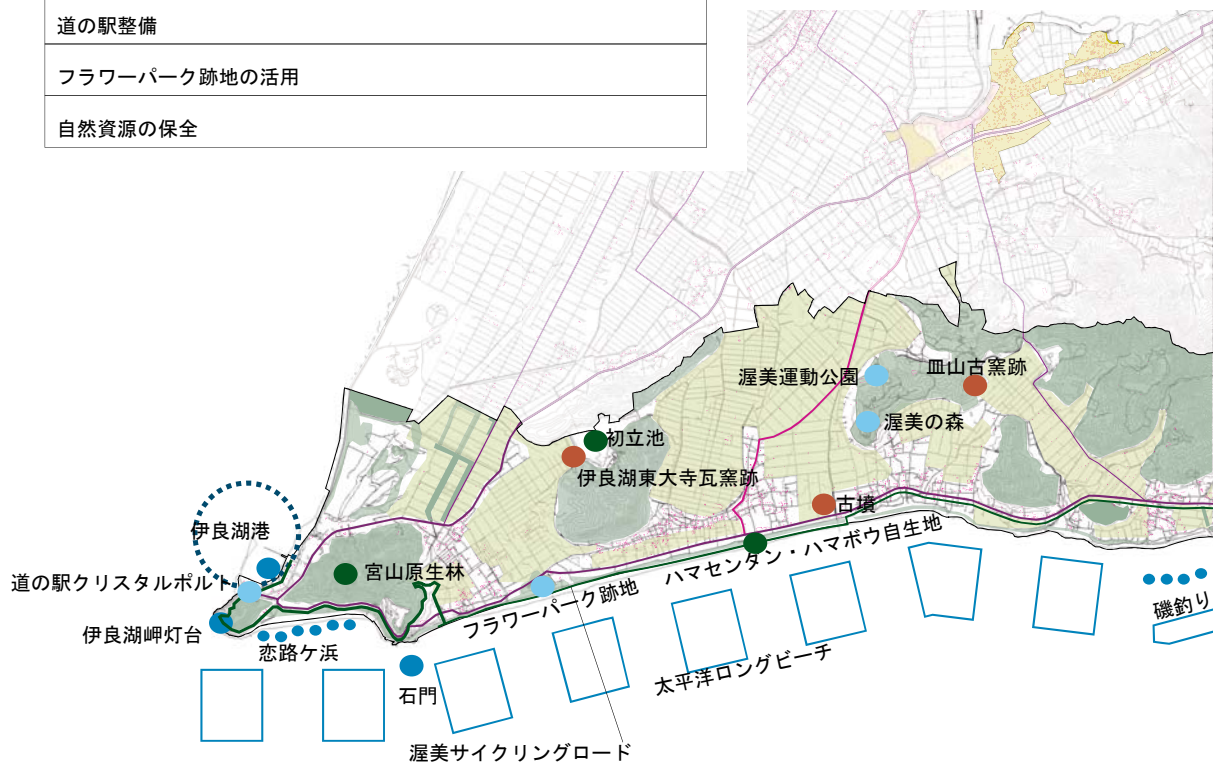 道の駅整備
フラワーパーク跡地の活用
自然資源の保全
渥美運動公園
皿山古窯跡
渥美の森
初立池
伊良湖東大寺瓦窯跡
古墳
伊良湖港
ハマセンダン・ハマボウ自生地
宮山原生林
道の駅クリスタルポルト
フラワーパーク跡地
磯釣り
伊良湖岬灯台
恋路ケ浜
太平洋ロングビーチ
石門
渥美サイクリングロード